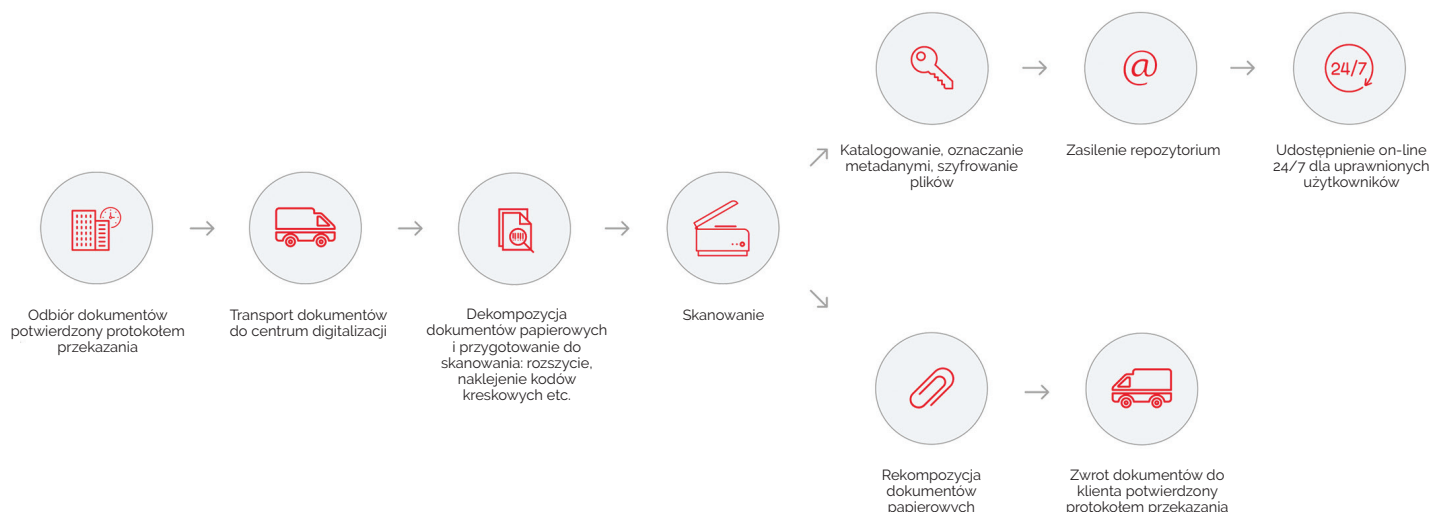 Odbiór dokumentów
potwierdzony protokołem
przekazania
Transport dokumentów
do centrum digitalizacji
Dekompozycja
dokumentów papierowych
i przygotowanie do
skanowania: rozszycie,
naklejenie kodów
kreskowych etc.
Skanowanie
Katalogowanie, oznaczanie
metadanymi, szyfrowanie
plików
@
Zasilenie repozytorium
24/7
Udostępnienie on-line
24/7 dla uprawnionych
użytkowników
Rekompozycja
dokumentów
papierowych
Zwrot dokumentów do
klienta potwierdzony
protokołem przekazania